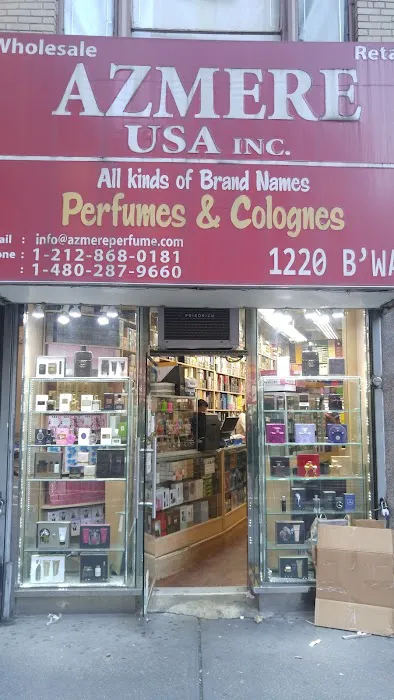 Wholesale
Reta
AZMERE
USA INC.
All kinds of Brand Names
Perfumes & Colognes
ail : info@azmereperfume.com
one : 1-212-868-0181
: 1-480-287-9660
1220 B'WA
FRIEDRICH